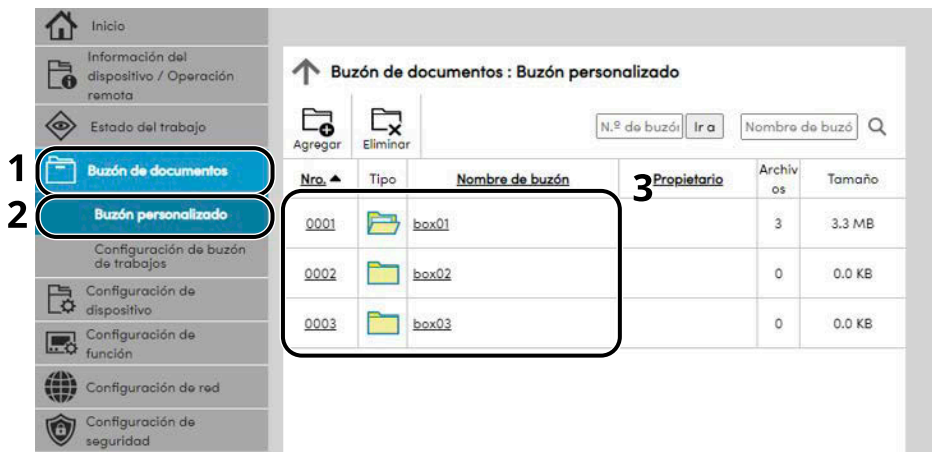 Inicio
Información del
dispositivo / Operación
remota
Estado del trabajo
1
Buzón de documentos
2
Buzón personalizado
Configuración de buzón
de trabajos
Configuración de
dispositivo
Configuración de
función
Configuración de red
Configuración de
seguridad
Buzón de documentos : Buzón personalizado
Agregar Eliminar N.º de buzó Ir a Nombre de buzó
Nro. Tipo Nombre de buzón 3 Propietario Archiv
os Tamaño
0001 box01 3 3.3 MB
0002 box02 0 0.0 KB
0003 box03 0 0.0 KB